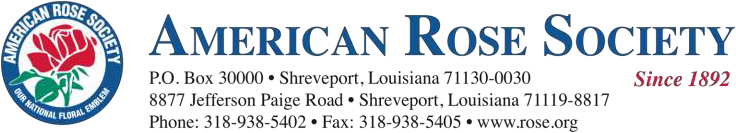 AMERICAN ROSE SOCIETY
OUR NATIONAL FLORAL EMBLEM
AMERICAN ROSE SOCIETY
P.O. Box 30000 • Shreveport, Louisiana 71130-0030
Since 1892
8877 Jefferson Paige Road • Shreveport, Louisiana 71119-8817
Phone: 318-938-5402 • Fax: 318-938-5405 • www.rose.org